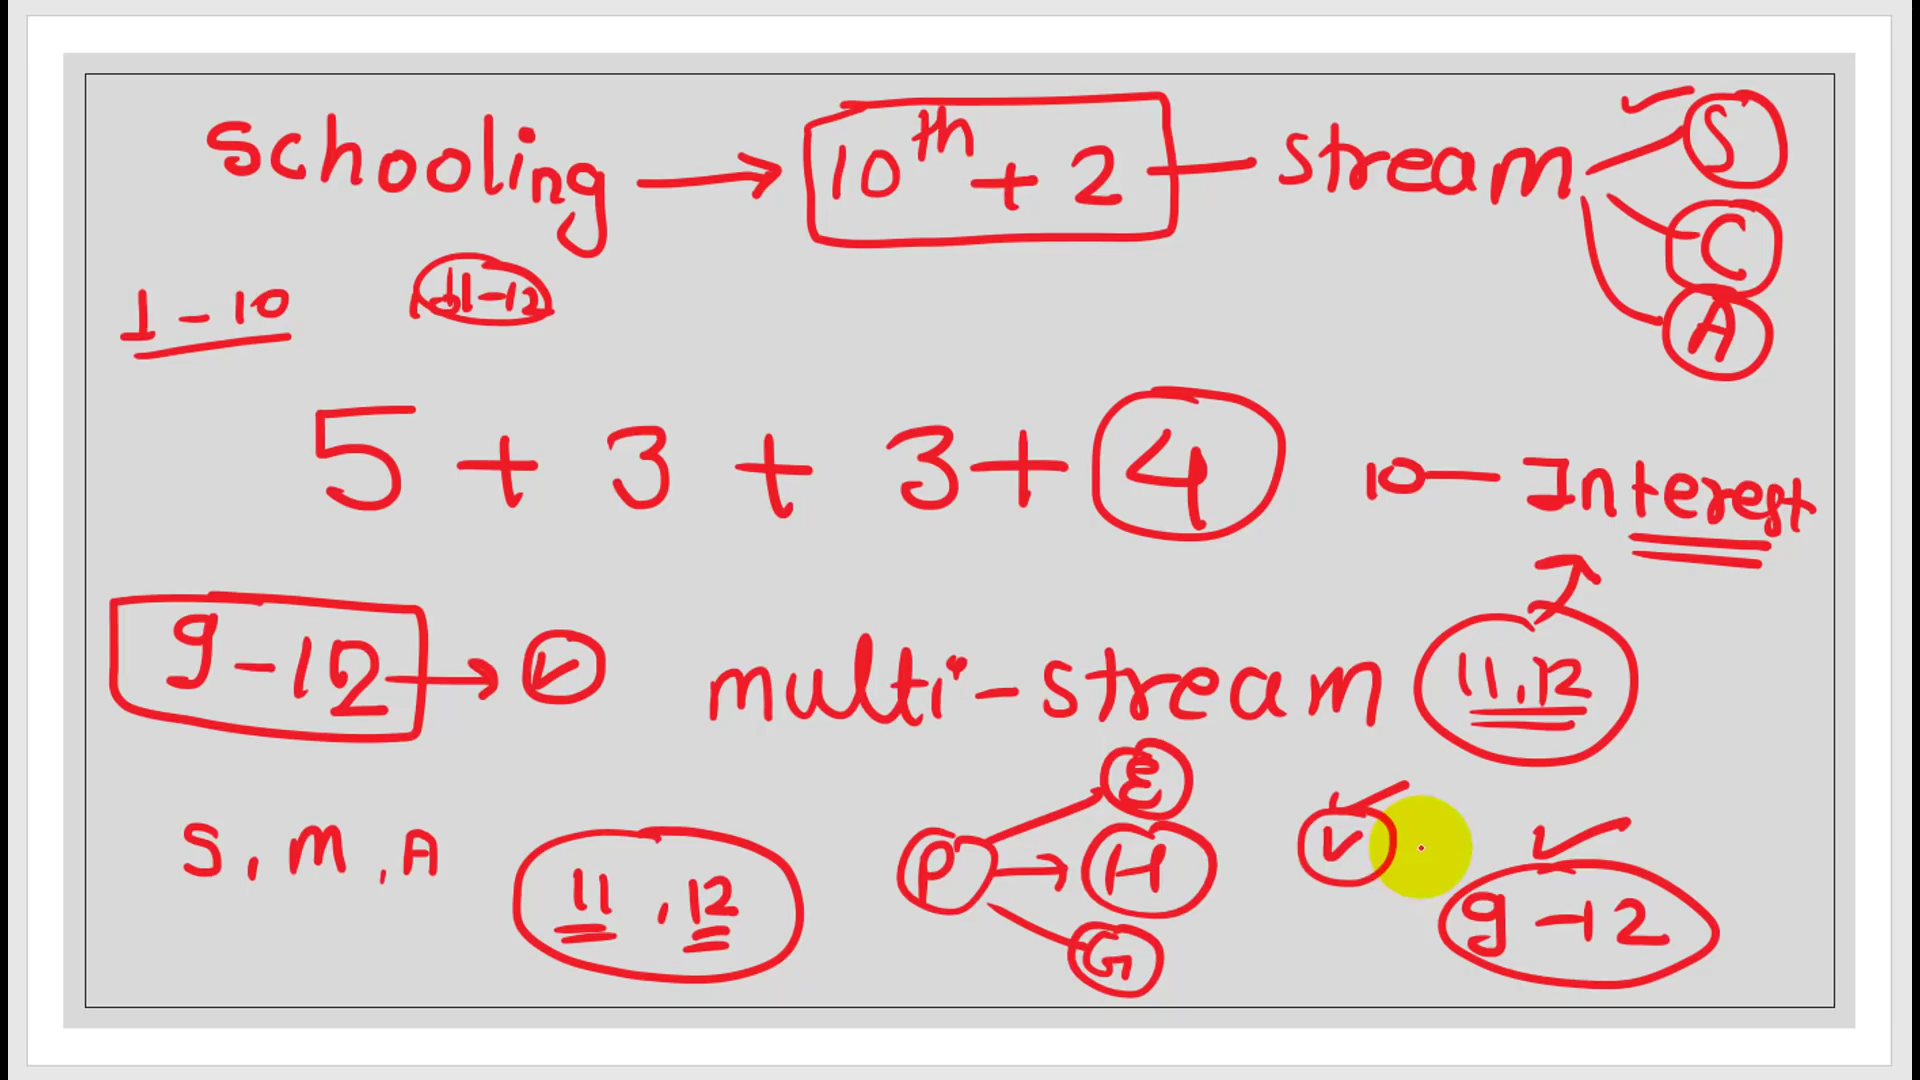 schooling → 10th + 2 — stream S
C
A
1 - 10 11-12
5 + 3 + 3 + 4 10 — Interest
9-12 → ✓ multi-stream 11, 12
E
S, M, A 11, 12 P → H ✓ 9-12
G